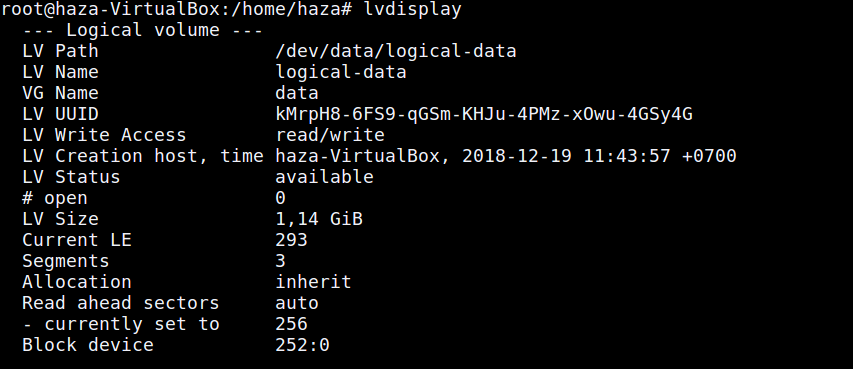 root@haza-VirtualBox:/home/haza# lvdisplay
--- Logical volume ---
LV Path                /dev/data/logical-data
LV Name                logical-data
VG Name                data
LV UUID                kMrpH8-6FS9-qGSm-KHJu-4PMz-xOwu-4GSy4G
LV Write Access        read/write
LV Creation host, time haza-VirtualBox, 2018-12-19 11:43:57 +0700
LV Status              available
# open                 0
LV Size                1,14 GiB
Current LE             293
Segments               3
Allocation             inherit
Read ahead sectors     auto
- currently set to     256
Block device           252:0